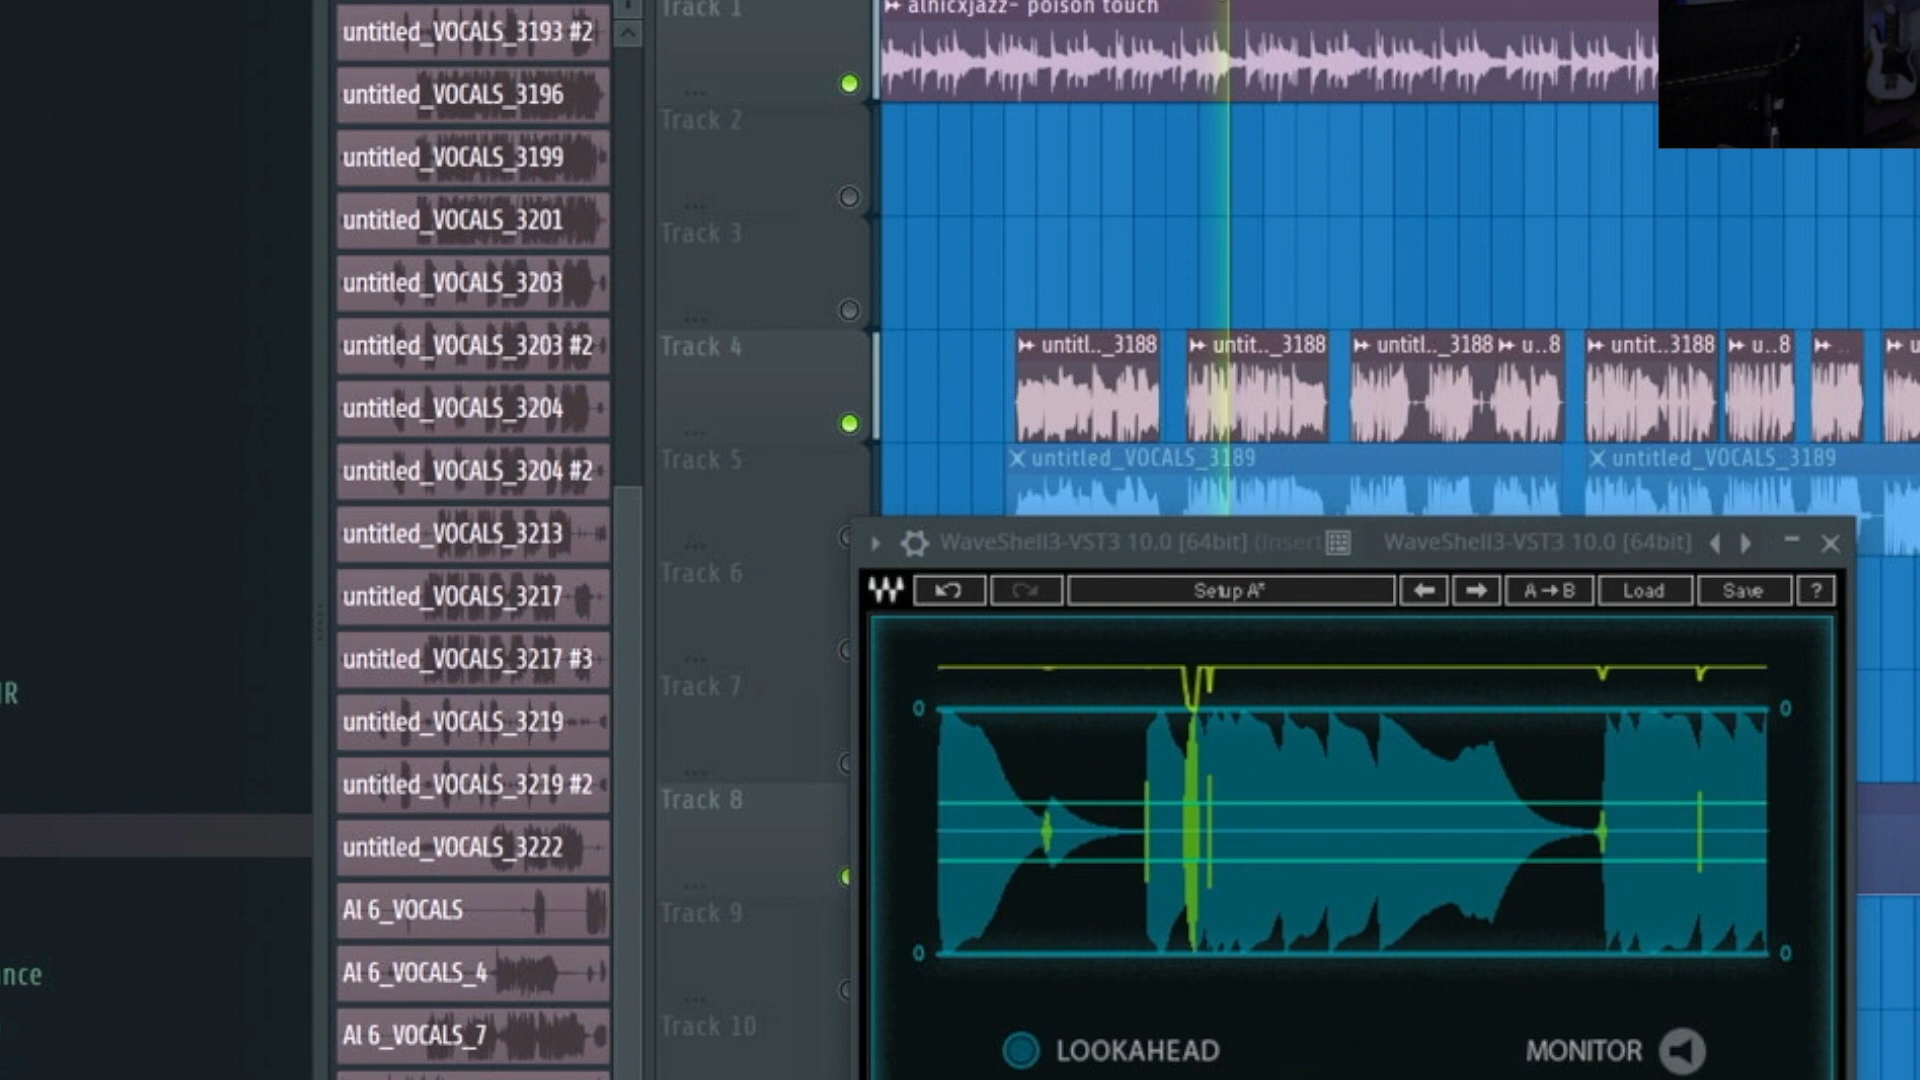 untitled_VOCALS_3193 #2
untitled_VOCALS_3196
untitled_VOCALS_3199
untitled_VOCALS_3201
untitled_VOCALS_3203
untitled_VOCALS_3203 #2
untitled_VOCALS_3204
untitled_VOCALS_3204 #2
untitled_VOCALS_3213
untitled_VOCALS_3217
untitled_VOCALS_3217 #3
untitled_VOCALS_3219
untitled_VOCALS_3219 #2
untitled_VOCALS_3222
AI 6_VOCALS
AI 6_VOCALS_4
AI 6_VOCALS_7
IR
nce
Track 1
Track 2
Track 3
Track 4
Track 5
Track 6
Track 7
Track 8
Track 9
Track 10
alnicxjazz- poison touch
untitl.._3188 untit.._3188 untitl.._3188 u..8 untit..3188 u..8
untitled_VOCALS_3189 untitled_VOCALS_3189
WaveShell3-VST3 10.0 [64bit] (Insert WaveShell3-VST3 10.0 [64bit]
Setup A* A→B Load Save ?
0 0
0 0
LOOKAHEAD MONITOR